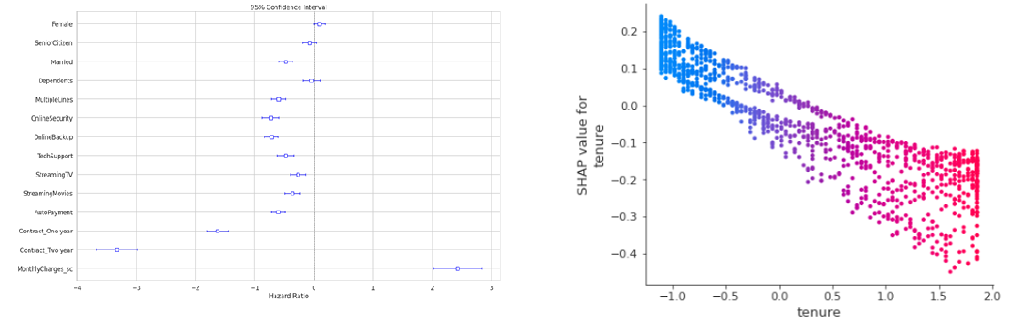 95% Confidence Interval
Female
SeniorCitizen
Married
Dependents
MultipleLines
OnlineSecurity
OnlineBackup
TechSupport
StreamingTV
StreamingMovies
AutoPayment
Contract_One year
Contract_Two year
MonthlyCharges_sc
−4 −3 −2 −1 0 1 2 3
Hazard Ratio
SHAP value for
tenure
0.2
0.1
0.0
−0.1
−0.2
−0.3
−0.4
−1.0 −0.5 0.0 0.5 1.0 1.5 2.0
tenure